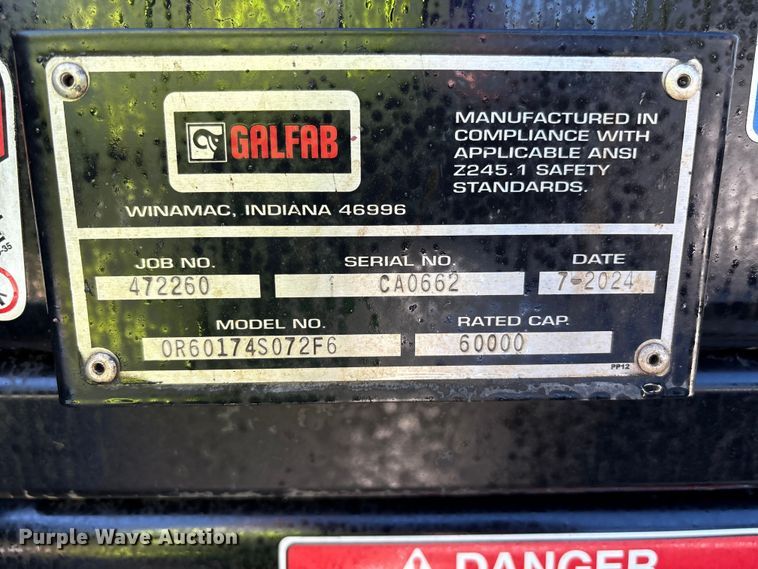 GALFAB
MANUFACTURED IN
COMPLIANCE WITH
APPLICABLE ANSI
Z245.1 SAFETY
STANDARDS.
WINAMAC, INDIANA 46996
JOB NO. SERIAL NO. DATE
472260 CA0662 7-2024
MODEL NO. RATED CAP.
OR60174S072F6 60000
PP12
Purple Wave Auction
DANGER